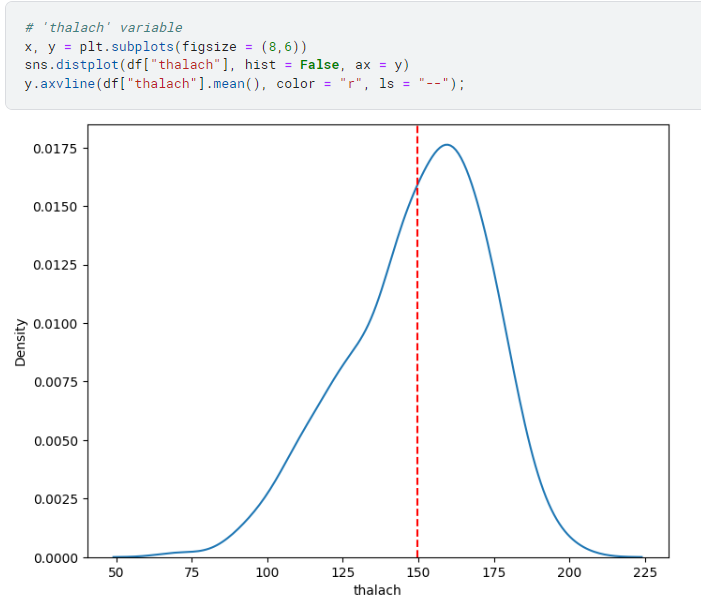 # 'thalach' variable
x, y = plt.subplots(figsize = (8,6))
sns.distplot(df["thalach"], hist = False, ax = y)
y.axvline(df["thalach"].mean(), color = "r", ls = "--");
0.0175
0.0150
0.0125
0.0100
0.0075
0.0050
0.0025
0.0000
Density
50 75 100 125 150 175 200 225
thalach